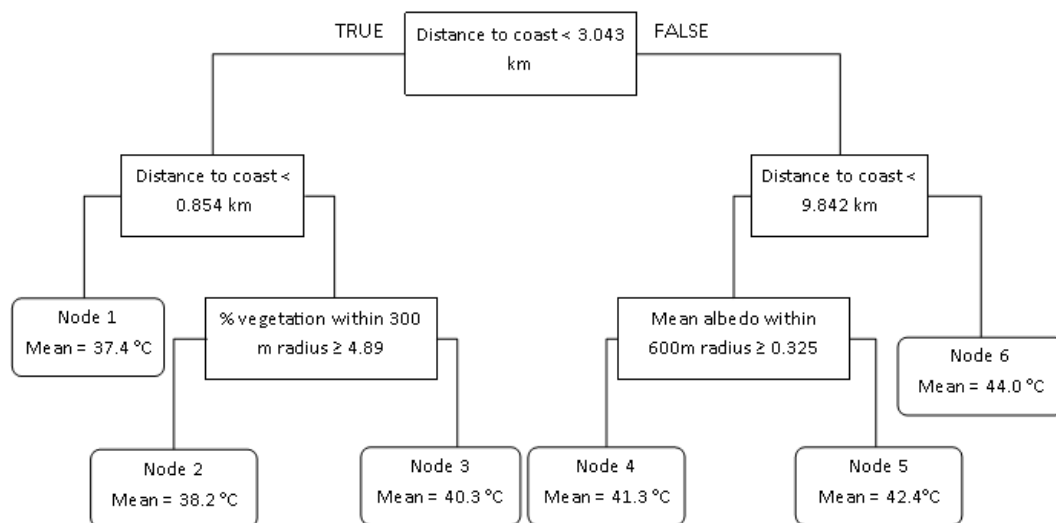 TRUE
Distance to coast < 3.043
km
FALSE
Distance to coast <
0.854 km
Distance to coast <
9.842 km
Node 1
Mean = 37.4 °C
% vegetation within 300
m radius ≥ 4.89
Mean albedo within
600m radius ≥ 0.325
Node 6
Mean = 44.0 °C
Node 2
Mean = 38.2 °C
Node 3
Mean = 40.3 °C
Node 4
Mean = 41.3 °C
Node 5
Mean = 42.4°C